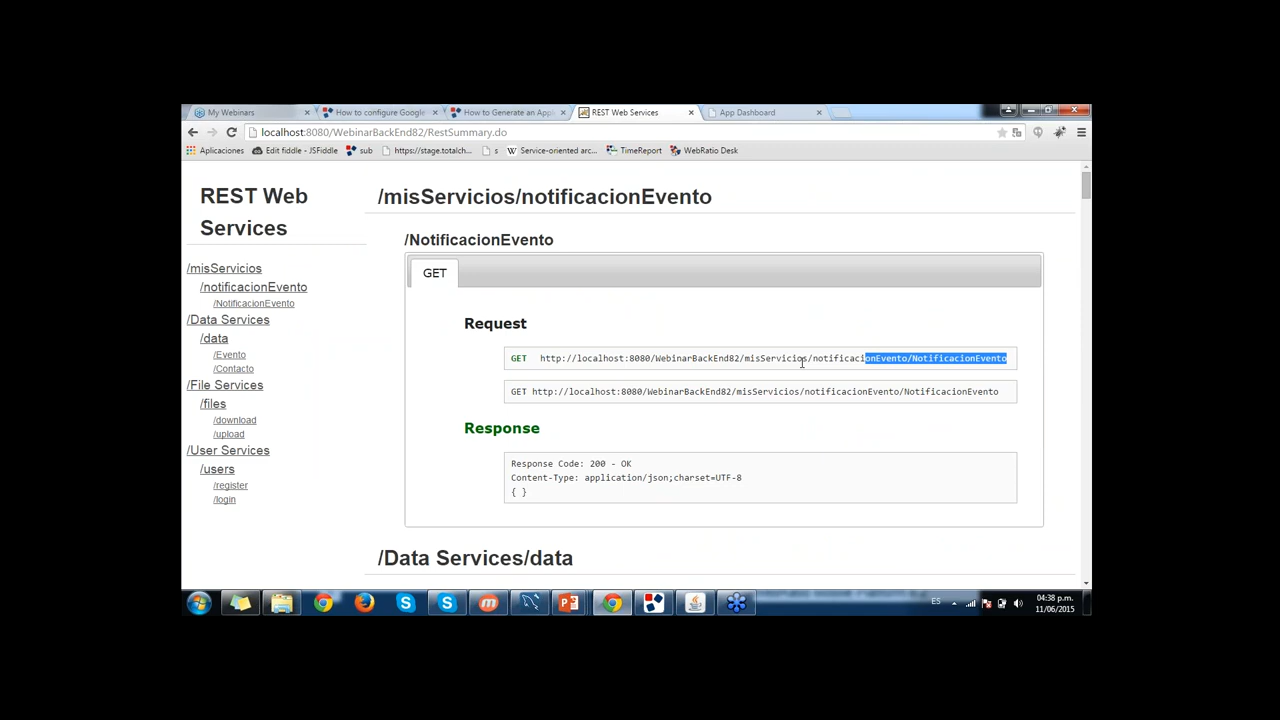 My Webinars
How to configure Google
How to Generate an Appl
REST Web Services
App Dashboard
localhost:8080/WebinarBackEnd82/RestSummary.do
Aplicaciones
Edit fiddle - JSFiddle
sub
https://stage.totalch...
s
Service-oriented arc...
TimeReport
WebRatio Desk
REST Web
Services
/misServicios
/notificacionEvento
/NotificacionEvento
/Data Services
/data
/Evento
/Contacto
/File Services
/files
/download
/upload
/User Services
/users
/register
/login
/misServicios/notificacionEvento
/NotificacionEvento
GET
Request
GET http://localhost:8080/WebinarBackEnd82/misServicios/notificacionEvento/NotificacionEvento
GET http://localhost:8080/WebinarBackEnd82/misServicios/notificacionEvento/NotificacionEvento
Response
Response Code: 200 - OK
Content-Type: application/json;charset=UTF-8
{ }
/Data Services/data
ES
04:38 p.m.
11/06/2015